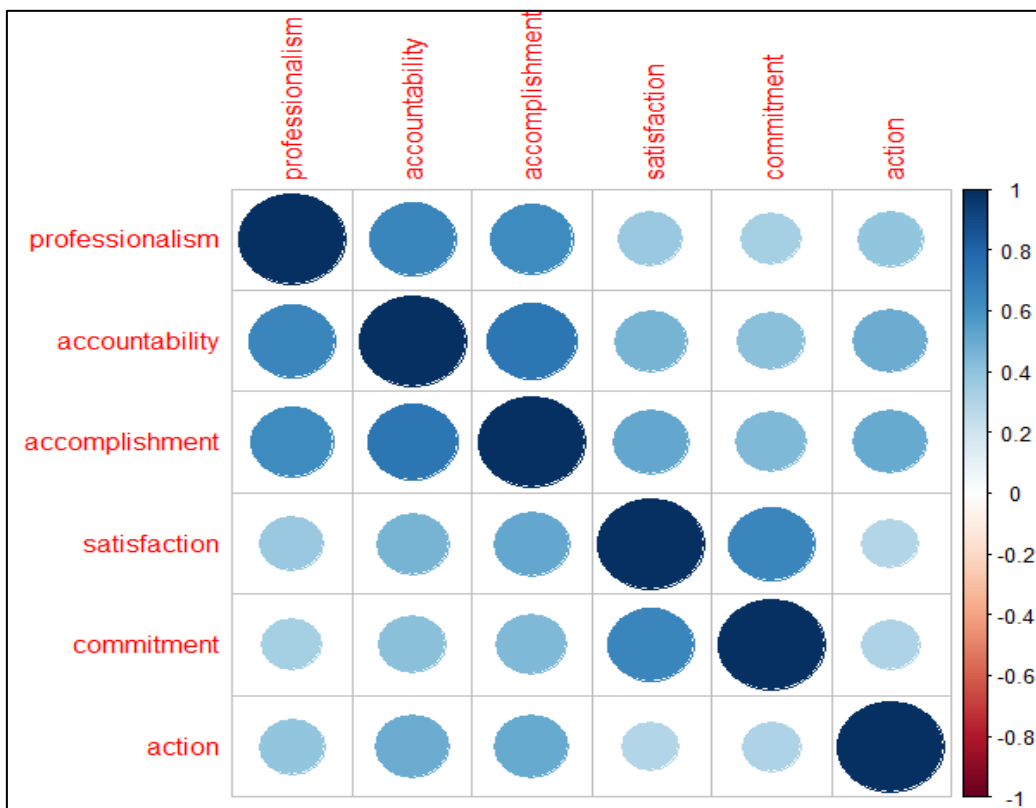 professionalism
accountability
accomplishment
satisfaction
commitment
action
professionalism
accountability
accomplishment
satisfaction
commitment
action
1
0.8
0.6
0.4
0.2
0
-0.2
-0.4
-0.6
-0.8
-1